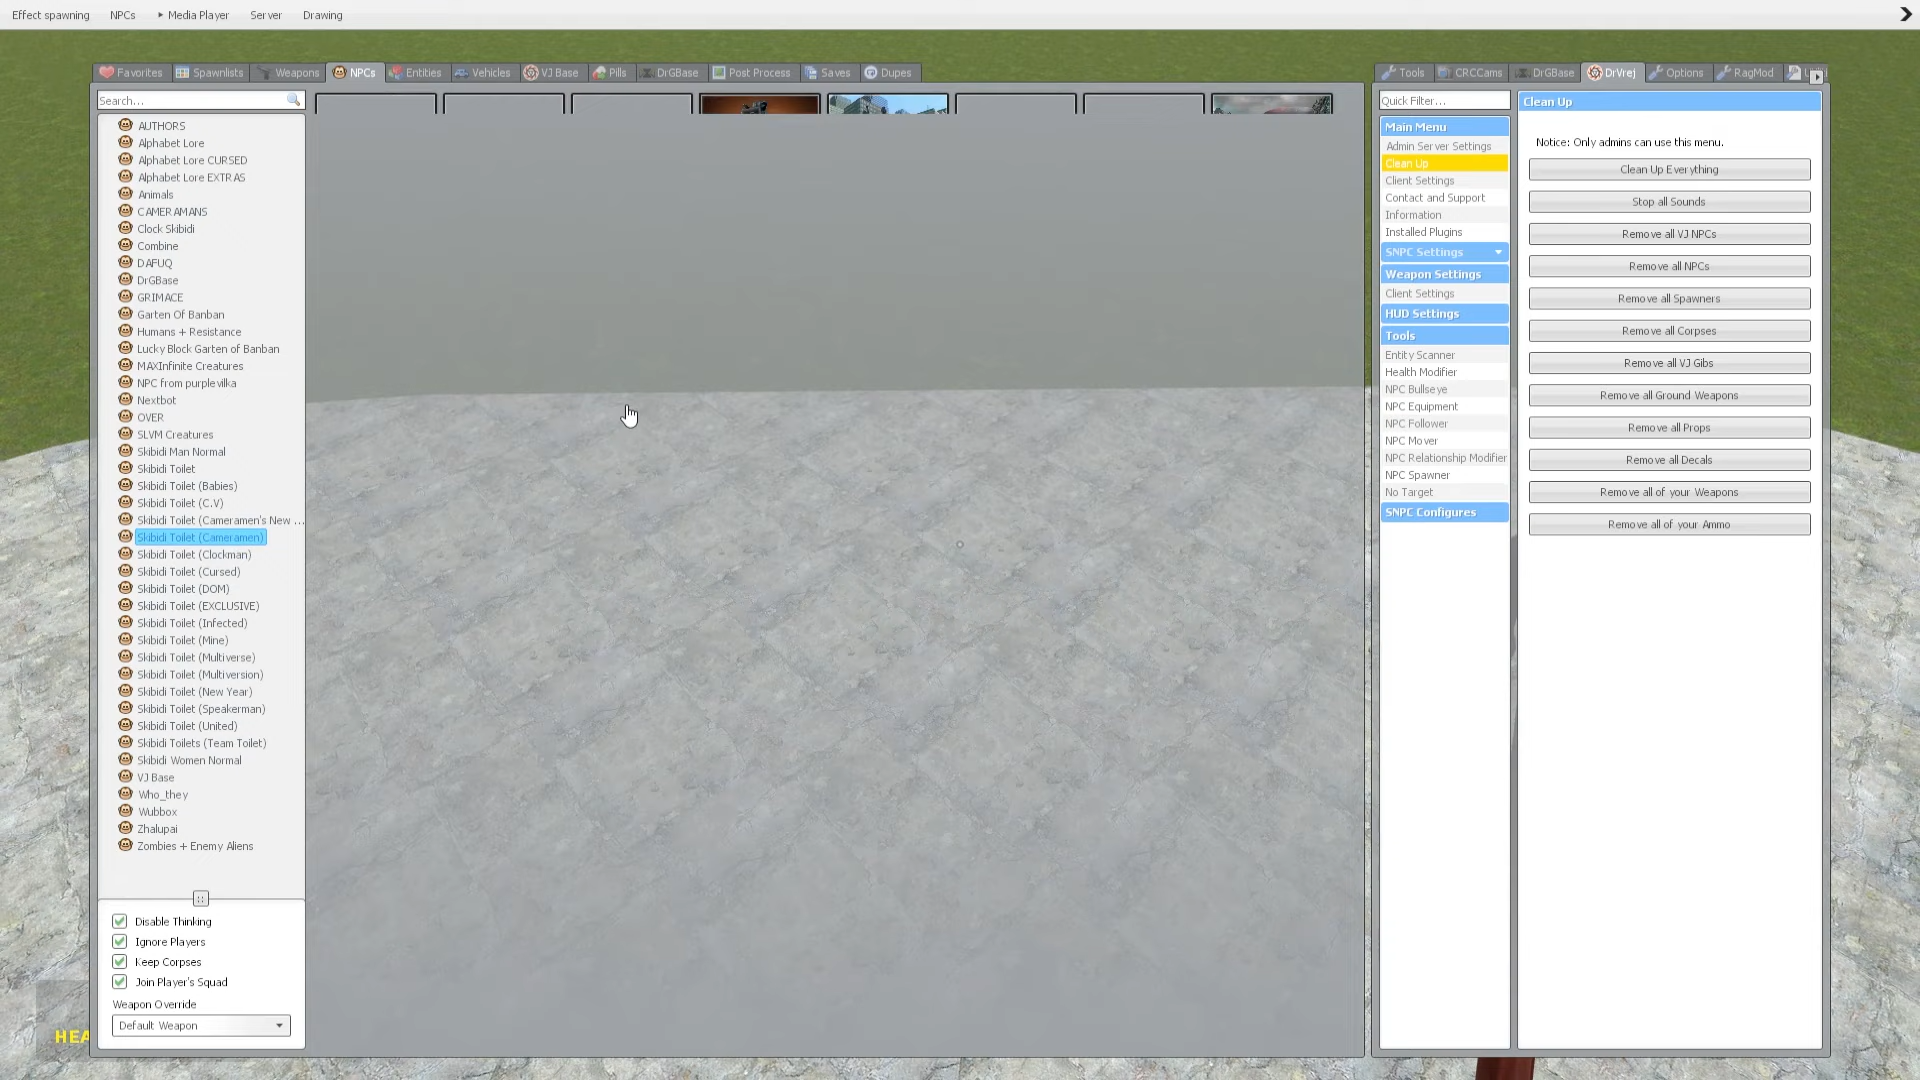 Effect spawning NPCs Media Player Server Drawing
Favorites Spawnlists Weapons NPCs Entities Vehicles VJ Base Pills DrGBase Post Process Saves Dupes
Search...
AUTHORS
Alphabet Lore
Alphabet Lore CURSED
Alphabet Lore EXTRAS
Animals
CAMERAMANS
Clock Skibidi
Combine
DAFUQ
DrGBase
GRIMACE
Garten Of Banban
Humans + Resistance
Lucky Block Garten of Banban
MAXInfinite Creatures
NPC from purplevilka
Nextbot
OVER
SLVM Creatures
Skibidi Man Normal
Skibidi Toilet
Skibidi Toilet (Babies)
Skibidi Toilet (C.V)
Skibidi Toilet (Cameramen's New ...
Skibidi Toilet (Cameramen)
Skibidi Toilet (Clockman)
Skibidi Toilet (Cursed)
Skibidi Toilet (DOM)
Skibidi Toilet (EXCLUSIVE)
Skibidi Toilet (Infected)
Skibidi Toilet (Mine)
Skibidi Toilet (Multiverse)
Skibidi Toilet (Multiversion)
Skibidi Toilet (New Year)
Skibidi Toilet (Speakerman)
Skibidi Toilet (United)
Skibidi Toilets (Team Toilet)
Skibidi Women Normal
VJ Base
Who_they
Wubbox
Zhalupai
Zombies + Enemy Aliens
Disable Thinking
Ignore Players
Keep Corpses
Join Player's Squad
Weapon Override
Default Weapon
HEA
Tools CRCCams DrGBase DrVrej Options RagMod
Quick Filter...
Main Menu
Admin Server Settings
Clean Up
Client Settings
Contact and Support
Information
Installed Plugins
SNPC Settings
Weapon Settings
Client Settings
HUD Settings
Tools
Entity Scanner
Health Modifier
NPC Bullseye
NPC Equipment
NPC Follower
NPC Mover
NPC Relationship Modifier
NPC Spawner
No Target
SNPC Configures
Clean Up
Notice: Only admins can use this menu.
Clean Up Everything
Stop all Sounds
Remove all VJ NPCs
Remove all NPCs
Remove all Spawners
Remove all Corpses
Remove all VJ Gibs
Remove all Ground Weapons
Remove all Props
Remove all Decals
Remove all of your Weapons
Remove all of your Ammo